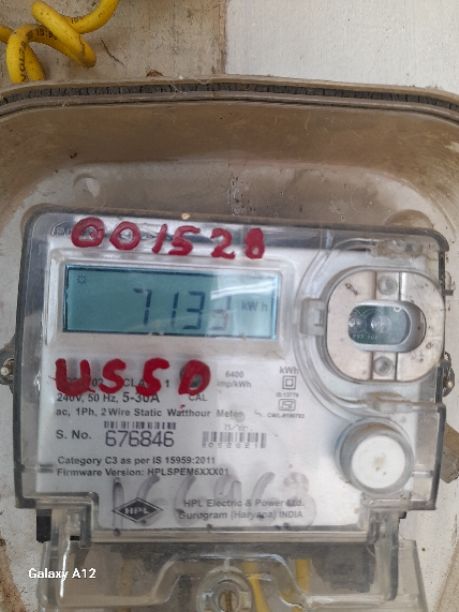 001528
7133 kWh
US5D
6400
imp/kWh
kWh
240V, 50 Hz, 5-30A
CAL
ac, 1Ph, 2 Wire Static Watthour Meter
S. No. 676846
Category C3 as per IS 15959:2011
Firmware Version: HPLSPEM6XXX01
HPL
HPL Electric & Power Ltd.
Gurugram (Haryana) INDIA
Galaxy A12